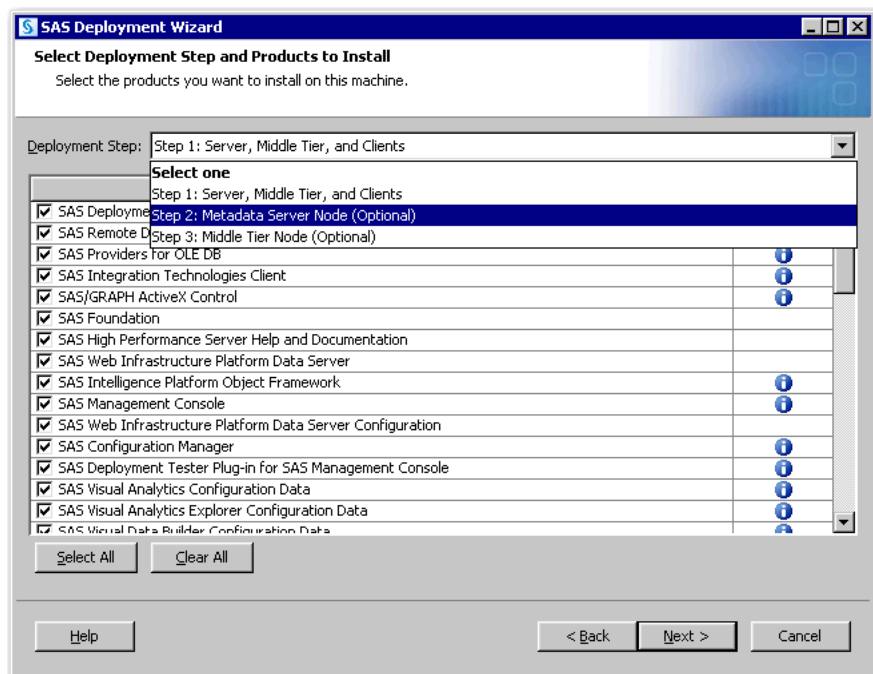 SAS Deployment Wizard
Select Deployment Step and Products to Install
Select the products you want to install on this machine.
Deployment Step: Step 1: Server, Middle Tier, and Clients
Select one
Step 1: Server, Middle Tier, and Clients
SAS Deployme
Step 2: Metadata Server Node (Optional)
SAS Remote D
Step 3: Middle Tier Node (Optional)
SAS Providers for OLE DB
SAS Integration Technologies Client
SAS/GRAPH ActiveX Control
SAS Foundation
SAS High Performance Server Help and Documentation
SAS Web Infrastructure Platform Data Server
SAS Intelligence Platform Object Framework
SAS Management Console
SAS Web Infrastructure Platform Data Server Configuration
SAS Configuration Manager
SAS Deployment Tester Plug-in for SAS Management Console
SAS Visual Analytics Configuration Data
SAS Visual Analytics Explorer Configuration Data
SAS Visual Data Builder Configuration Data
Select All Clear All
Help < Back Next > Cancel